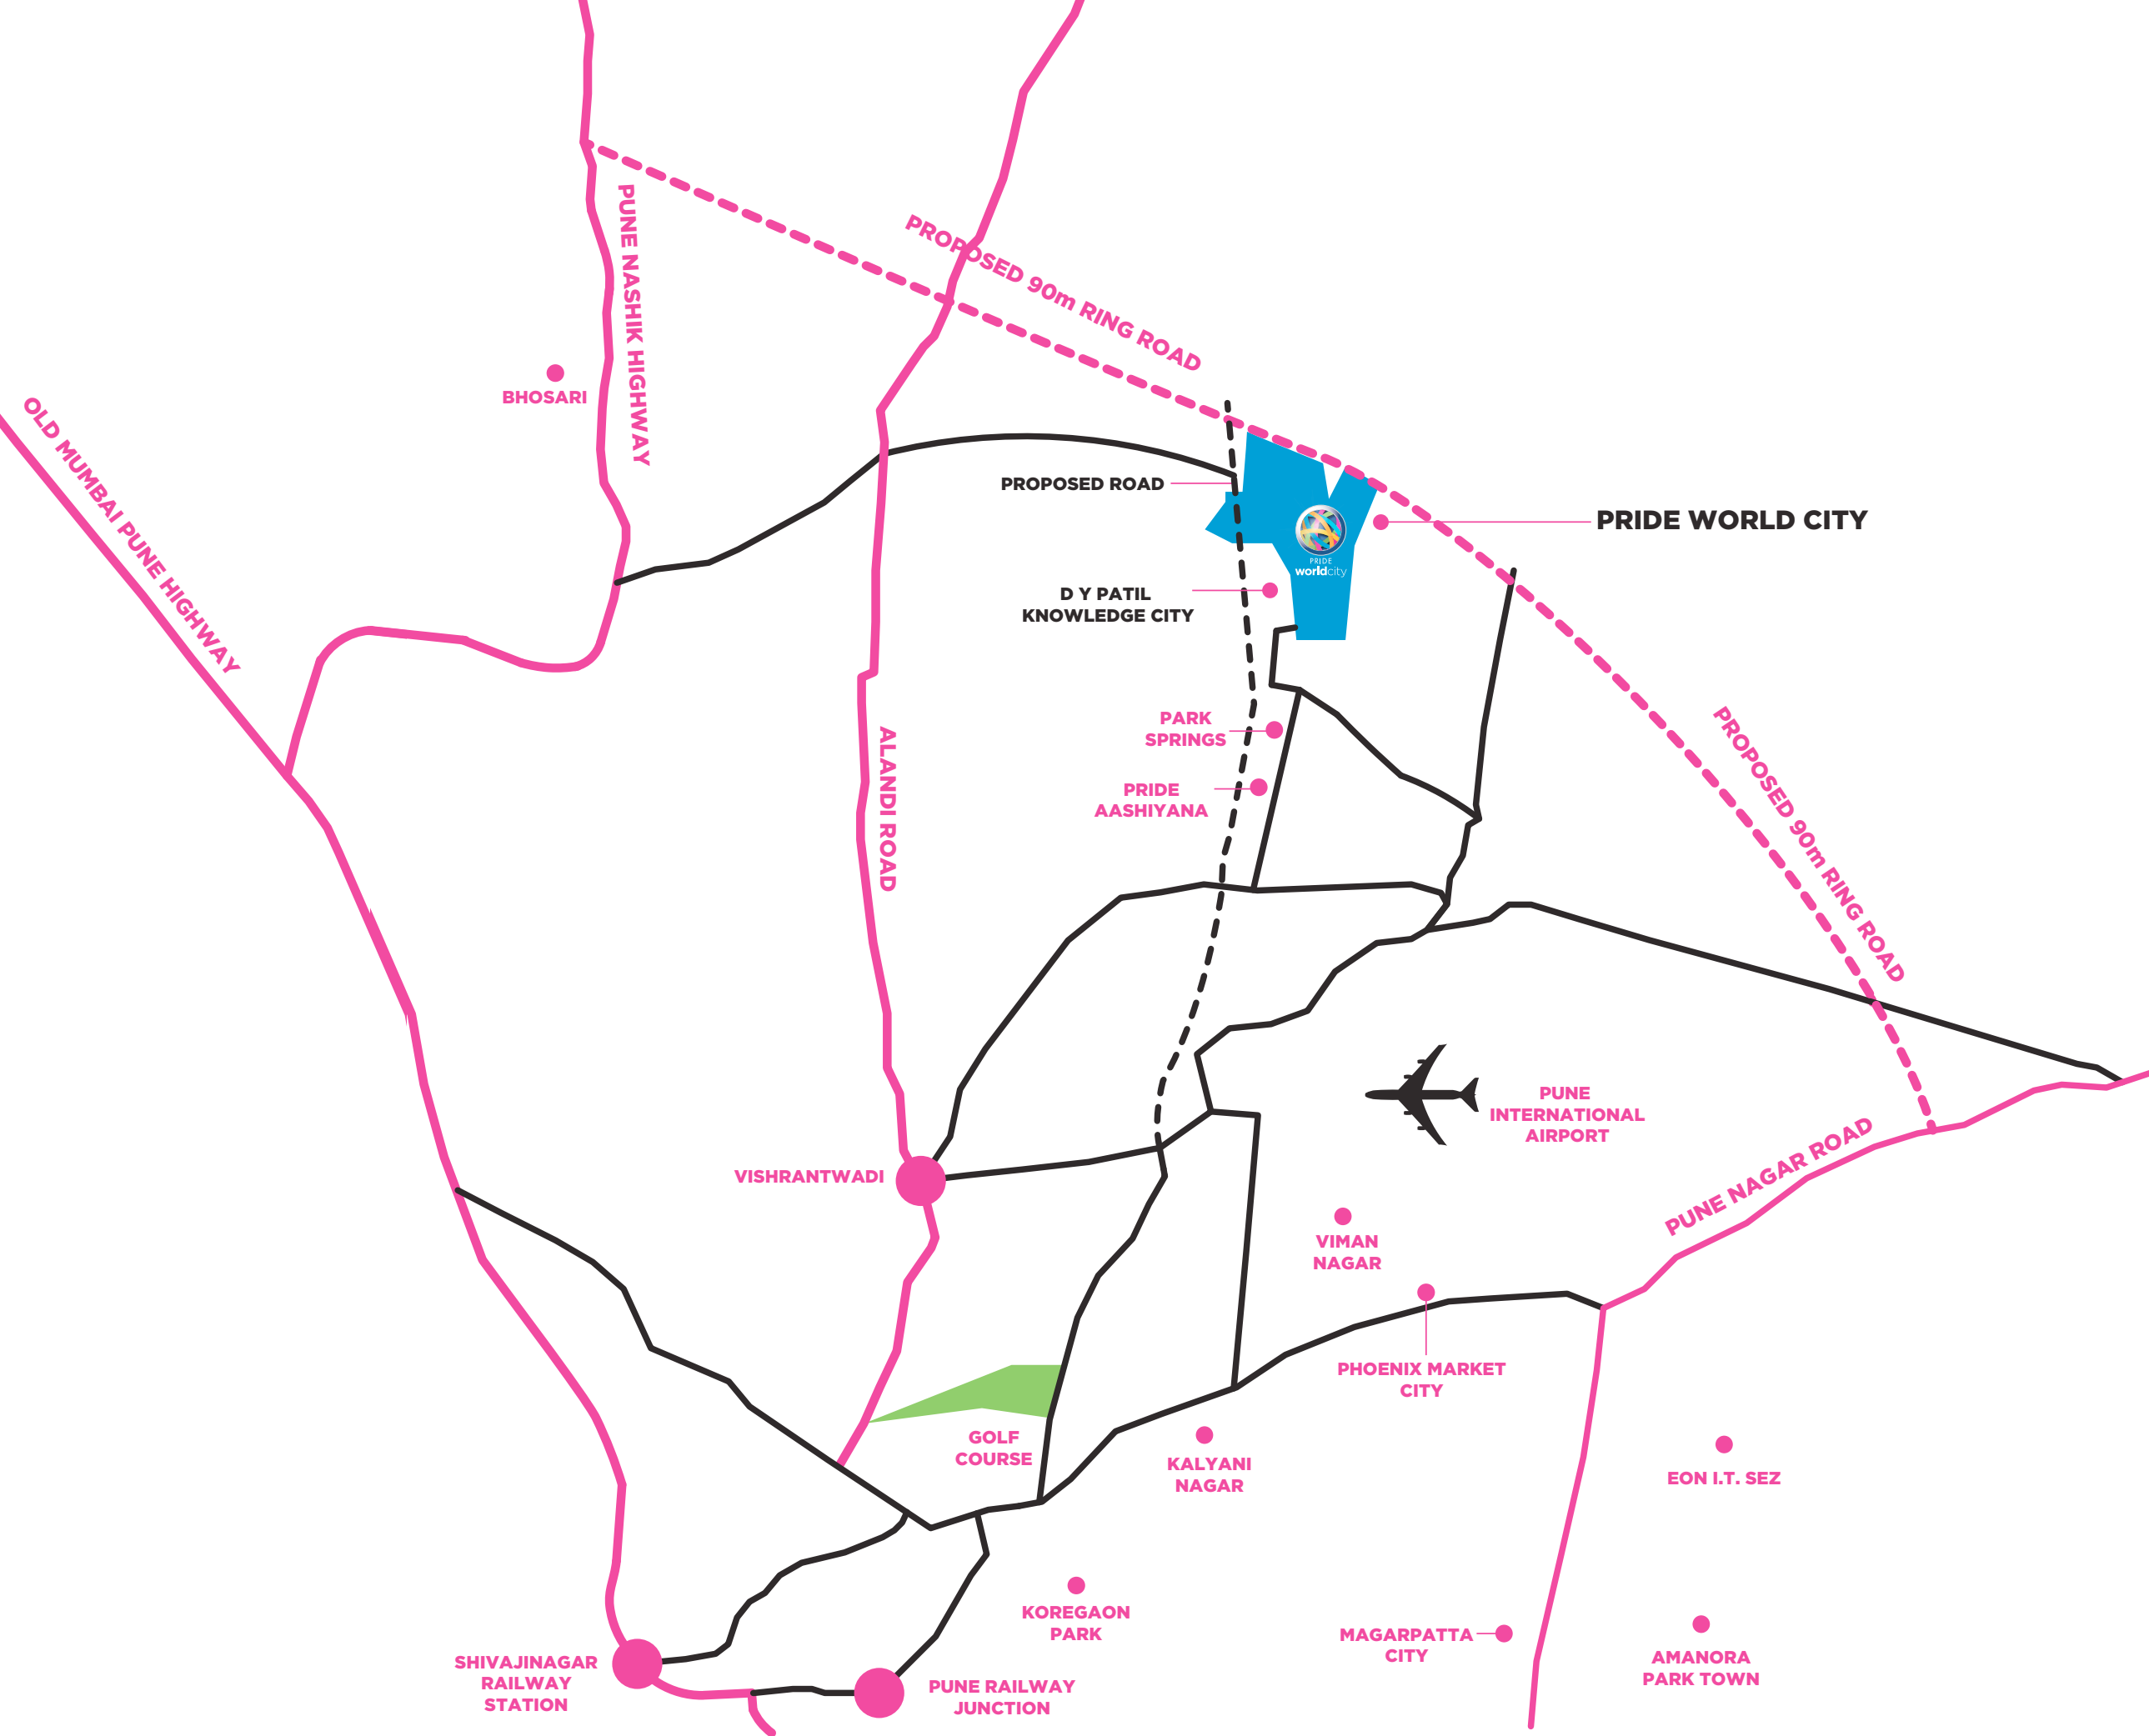 PROPOSED 90m RING ROAD
PUNE NASHIK HIGHWAY
BHOSARI
OLD MUMBAI PUNE HIGHWAY
PROPOSED ROAD
PRIDE WORLD CITY
PRIDE
worldcity
D Y PATIL
KNOWLEDGE CITY
PARK
SPRINGS
PRIDE
AASHIYANA
ALANDI ROAD
PROPOSED 90m RING ROAD
PUNE
INTERNATIONAL
AIRPORT
PUNE NAGAR ROAD
VISHRANTWADI
VIMAN
NAGAR
PHOENIX MARKET
CITY
GOLF
COURSE
KALYANI
NAGAR
EON I.T. SEZ
KOREGAON
PARK
MAGARPATTA
CITY
AMANORA
PARK TOWN
SHIVAJINAGAR
RAILWAY
STATION
PUNE RAILWAY
JUNCTION